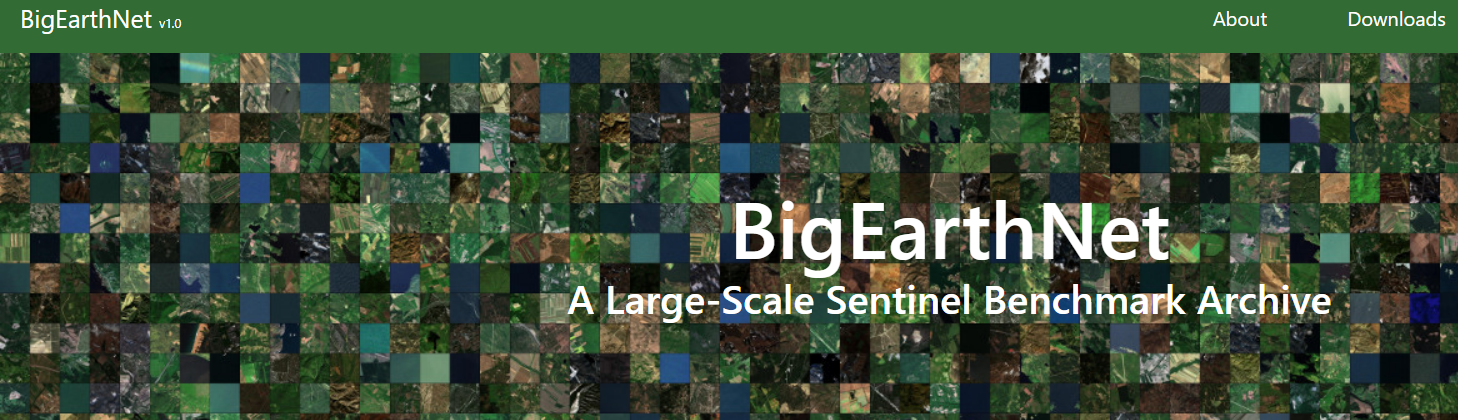 BigEarthNet v1.0
About
Downloads
BigEarthNet
A Large-Scale Sentinel Benchmark Archive